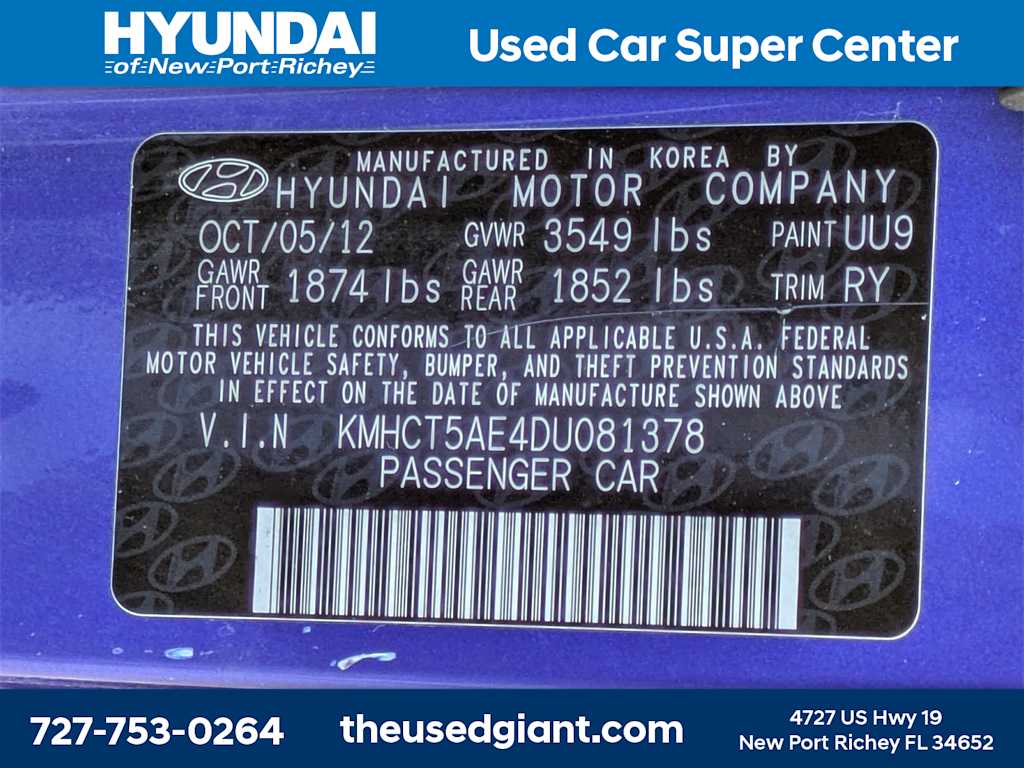 HYUNDAI
of New Port Richey
Used Car Super Center
MANUFACTURED IN KOREA BY
HYUNDAI MOTOR COMPANY
OCT/05/12 GVWR 3549 lbs PAINT UU9
GAWR FRONT 1874 lbs GAWR REAR 1852 lbs TRIM RY
THIS VEHICLE CONFORMS TO ALL APPLICABLE U.S.A. FEDERAL
MOTOR VEHICLE SAFETY, BUMPER, AND THEFT PREVENTION STANDARDS
IN EFFECT ON THE DATE OF MANUFACTURE SHOWN ABOVE
V.I.N KMHCT5AE4DU081378
PASSENGER CAR
727-753-0264
theusedgiant.com
4727 US Hwy 19
New Port Richey FL 34652